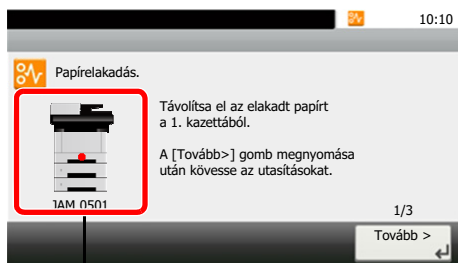 10:10
Papírelakadás.
Távolítsa el az elakadt papírt
a 1. kazettából.
A [Tovább>] gomb megnyomása
után kövesse az utasításokat.
JAM 0501
1/3
Tovább >